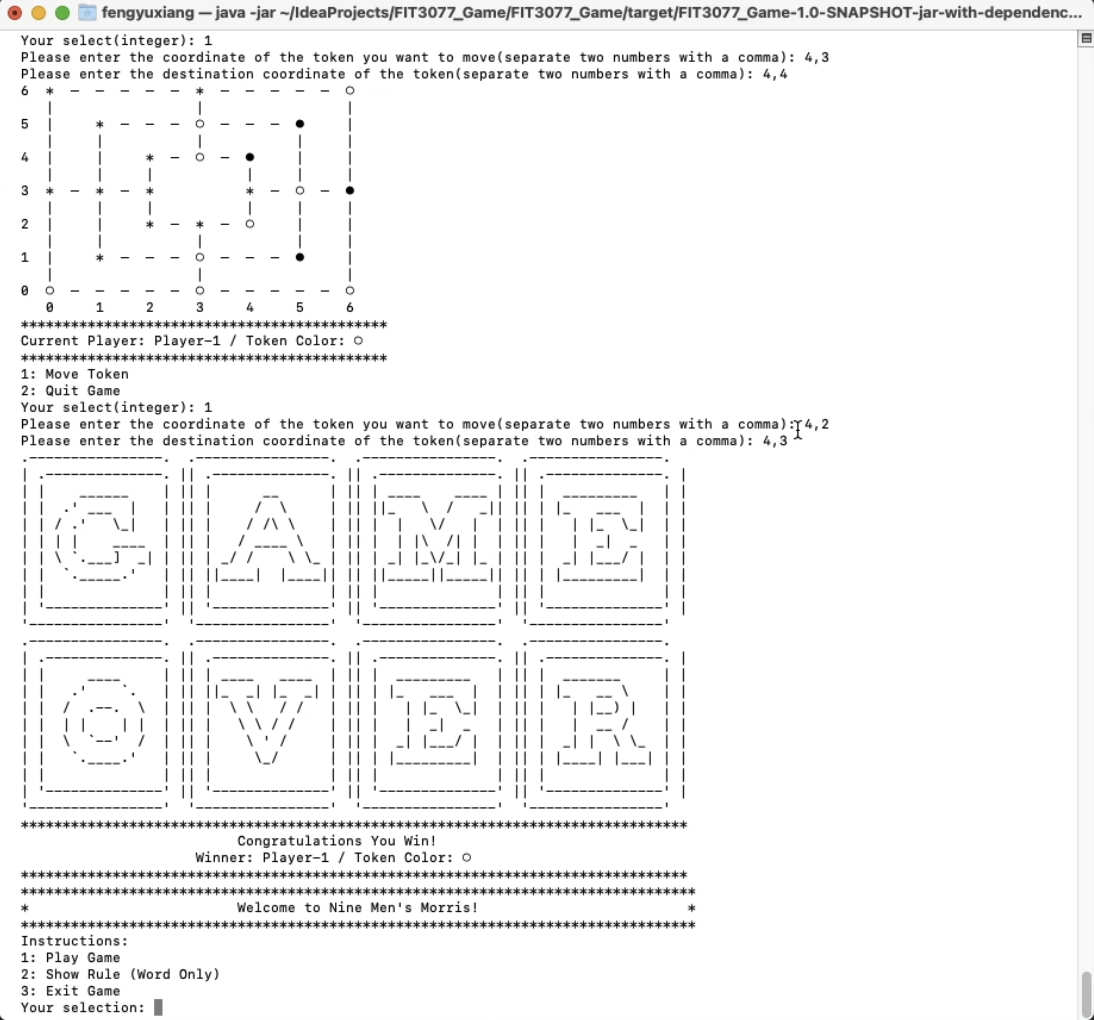 fengyuxiang — java -jar ~/IdeaProjects/FIT3077_Game/FIT3077_Game/target/FIT3077_Game-1.0-SNAPSHOT-jar-with-dependenc...
Your select(integer): 1
Please enter the coordinate of the token you want to move(separate two numbers with a comma): 4,3
Please enter the destination coordinate of the token(separate two numbers with a comma): 4,4
6
5
4
3
2
1
0
0 1 2 3 4 5 6
Current Player: Player-1 / Token Color: ○
1: Move Token
2: Quit Game
Your select(integer): 1
Please enter the coordinate of the token you want to move(separate two numbers with a comma): 4,2
Please enter the destination coordinate of the token(separate two numbers with a comma): 4,3
GAME
OVER
Congratulations You Win!
Winner: Player-1 / Token Color: ○
* Welcome to Nine Men's Morris! *
Instructions:
1: Play Game
2: Show Rule (Word Only)
3: Exit Game
Your selection: